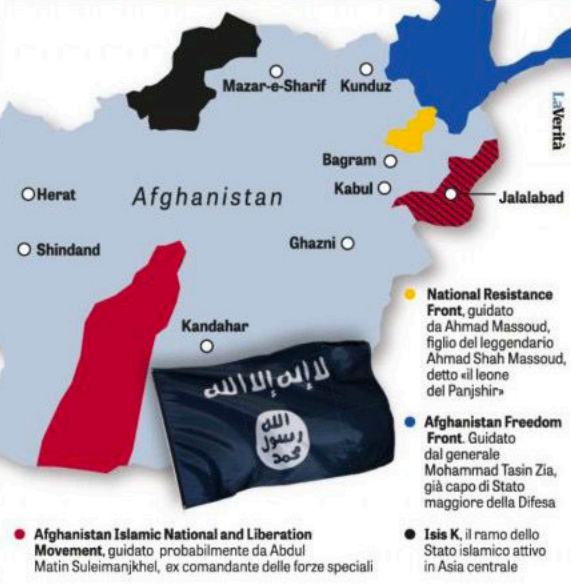 Mazar-e-Sharif
Kunduz
LaVerità
Bagram
Kabul
Jalalabad
Herat
Afghanistan
Shindand
Ghazni
Kandahar
لا إله إلا الله
الله
رسول
محمد
National Resistance
Front, guidato
da Ahmad Massoud,
figlio del leggendario
Ahmad Shah Massoud,
detto «il leone
del Panjshir»
Afghanistan Freedom
Front. Guidato
dal generale
Mohammad Tasin Zia,
già capo di Stato
maggiore della Difesa
Afghanistan Islamic National and Liberation
Movement, guidato probabilmente da Abdul
Matin Suleimanjkhel, ex comandante delle forze speciali
Isis K, il ramo dello
Stato islamico attivo
in Asia centrale